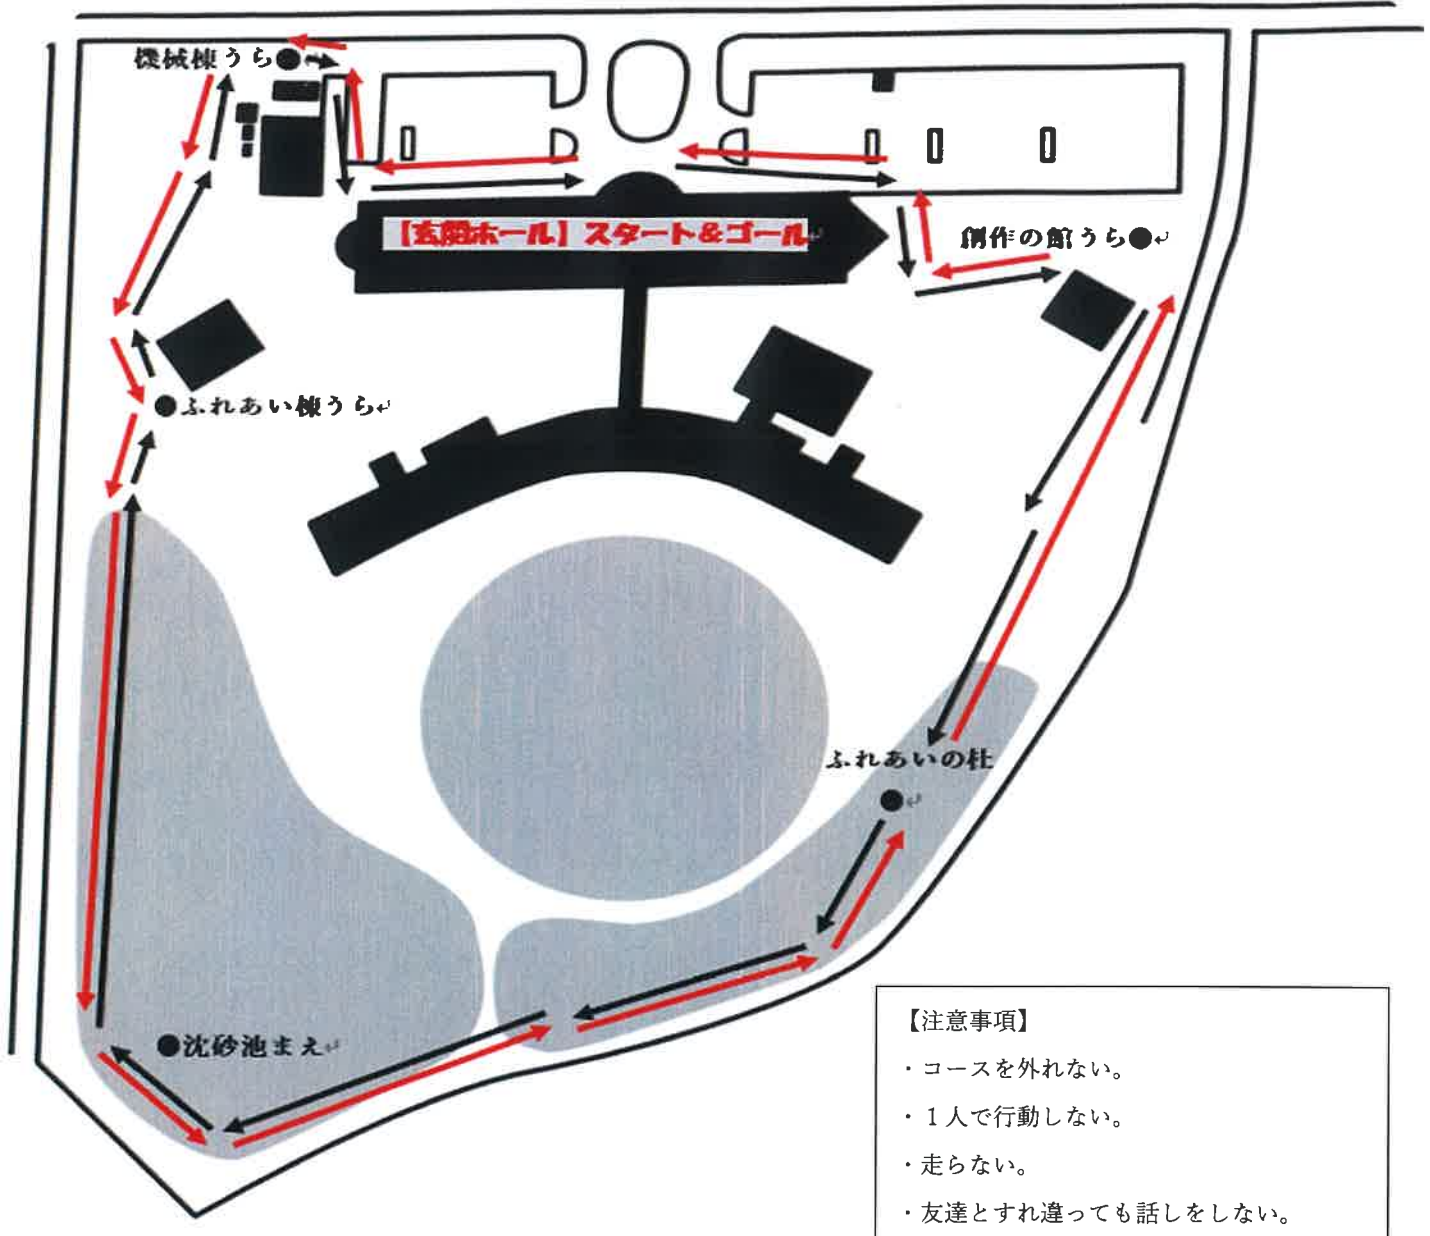 機械棟うら
【玄関ホール】スタート&ゴール
創作の館うら
ふれあい棟うら
ふれあいの杜
沈砂池まえ
【注意事項】
・コースを外れない。
・１人で行動しない。
・走らない。
・友達とすれ違っても話しをしない。